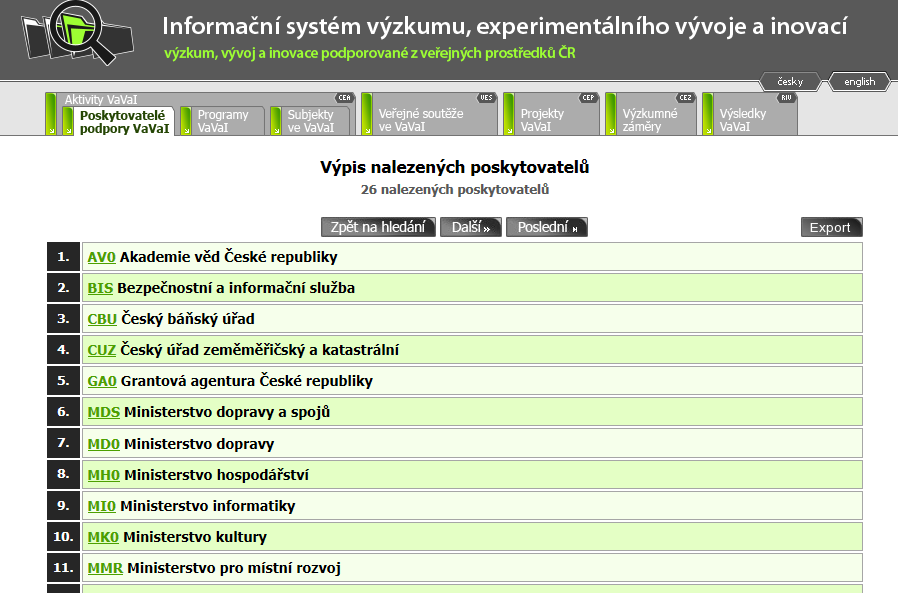 Informační systém výzkumu, experimentálního vývoje a inovací
výzkum, vývoj a inovace podporované z veřejných prostředků ČR
česky
english
Aktivity VaVaI
CEA
Poskytovatelé
podpory VaVaI
Programy
VaVaI
Subjekty
ve VaVaI
VES
Veřejné soutěže
ve VaVaI
CEP
Projekty
VaVaI
CEZ
Výzkumné
záměry
RIV
Výsledky
VaVaI
Výpis nalezených poskytovatelů
26 nalezených poskytovatelů
Zpět na hledání
Další »
Poslední »
Export
1. AV0 Akademie věd České republiky
2. BIS Bezpečnostní a informační služba
3. CBU Český báňský úřad
4. CUZ Český úřad zeměměřičský a katastrální
5. GA0 Grantová agentura České republiky
6. MDS Ministerstvo dopravy a spojů
7. MD0 Ministerstvo dopravy
8. MH0 Ministerstvo hospodářství
9. MI0 Ministerstvo informatiky
10. MK0 Ministerstvo kultury
11. MMR Ministerstvo pro místní rozvoj